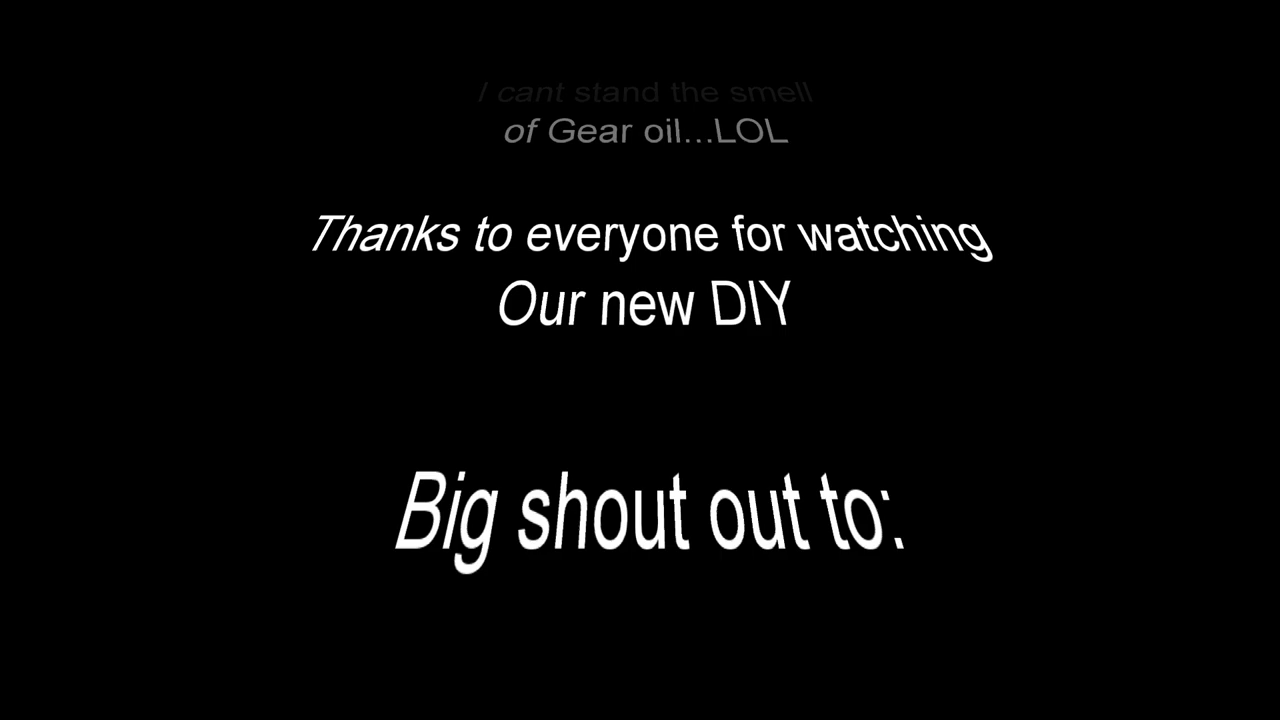 I cant stand the smell
of Gear oil...LOL
Thanks to everyone for watching
Our new DIY
Big shout out to: